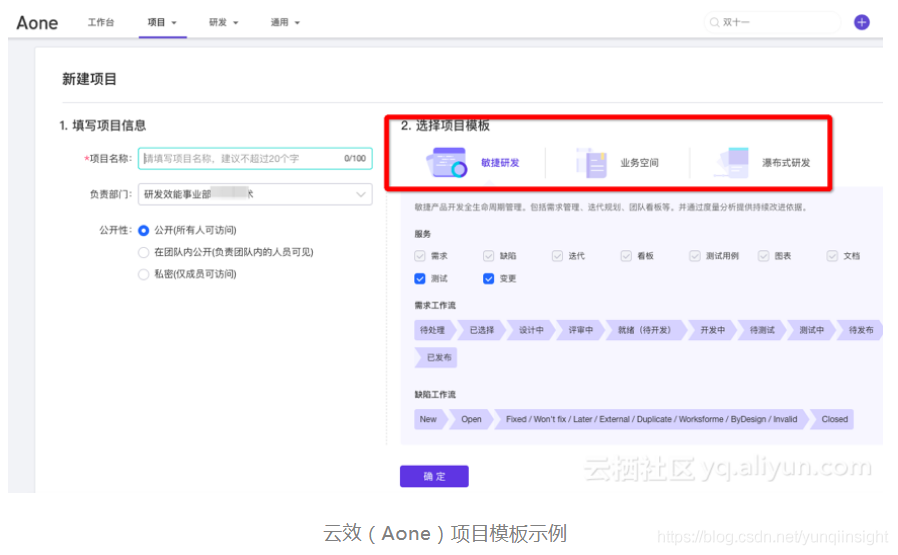 Aone 工作台 项目 研发 通用 双十一
新建项目
1. 填写项目信息
*项目名称: 请填写项目名称，建议不超过20个字 0/100
负责部门: 研发效能事业部 术
公开性: 公开(所有人可访问)
在团队内公开(负责团队内的人员可见)
私密(仅成员可访问)
2. 选择项目模板
敏捷研发 业务空间 瀑布式研发
敏捷产品开发全生命周期管理。包括需求管理、迭代规划、团队看板等，并通过度量分析提供持续改进依据。
服务
需求 缺陷 迭代 看板 测试用例 图表 文档
测试 变更
需求工作流
待处理 已选择 设计中 评审中 就绪（待开发） 开发中 待测试 测试中 待发布
已发布
缺陷工作流
New Open Fixed / Won't fix / Later / External / Duplicate / Worksforme / ByDesign / Invalid Closed
确 定
云栖社区 yq.aliyun.com
云效（Aone）项目模板示例
https://blog.csdn.net/yunqiinsight